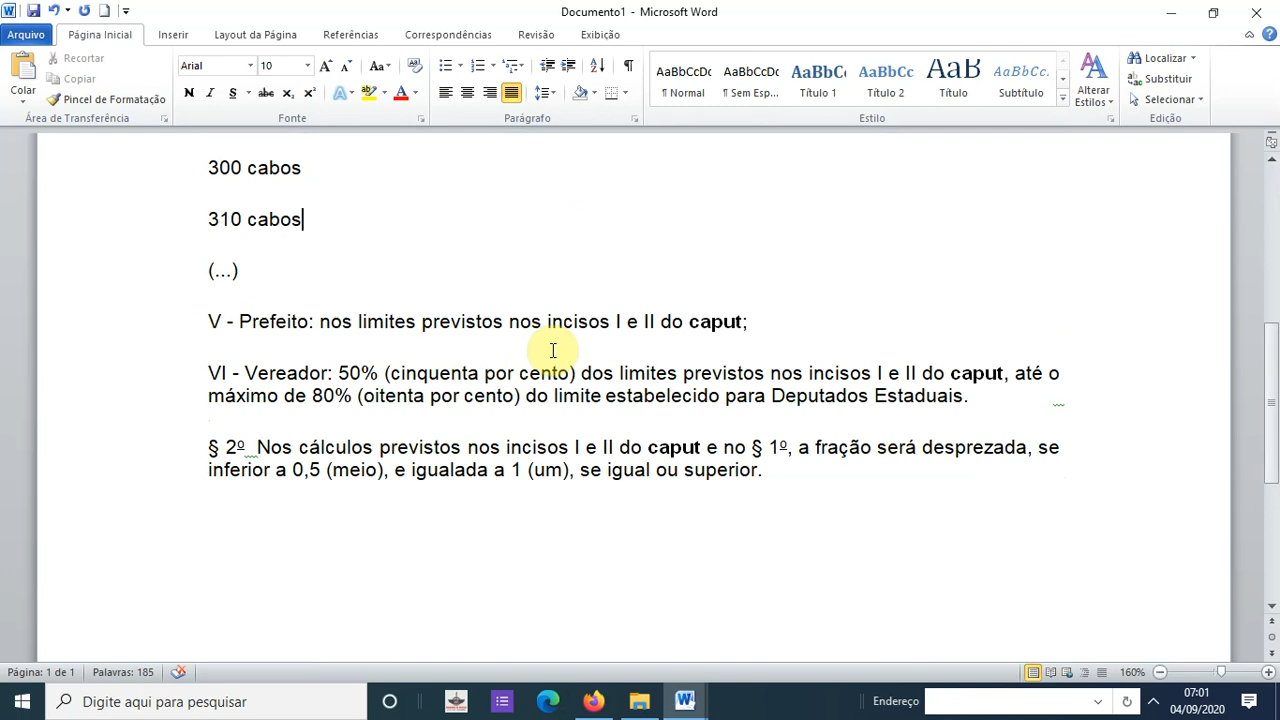 Documento1 - Microsoft Word
Arquivo Página Inicial Inserir Layout da Página Referências Correspondências Revisão Exibição
Colar
Recortar
Copiar
Pincel de Formatação
Área de Transferência
Arial 10
N I S abc x₂ x² A
Fonte
Parágrafo
AaBbCcDc AaBbCcDc AaBbC AaBbCc AaB AaBbCc.
¶ Normal ¶ Sem Esp... Título 1 Título 2 Título Subtítulo
Alterar Estilos
Estilo
Localizar
Substituir
Selecionar
Edição
300 cabos
310 cabos
(...)
V - Prefeito: nos limites previstos nos incisos I e II do caput;
VI - Vereador: 50% (cinquenta por cento) dos limites previstos nos incisos I e II do caput, até o
máximo de 80% (oitenta por cento) do limite estabelecido para Deputados Estaduais.
§ 2º Nos cálculos previstos nos incisos I e II do caput e no § 1º, a fração será desprezada, se
inferior a 0,5 (meio), e igualada a 1 (um), se igual ou superior.
Página: 1 de 1 Palavras: 185 160%
Digite aqui para pesquisar Endereço 07:01
04/09/2020